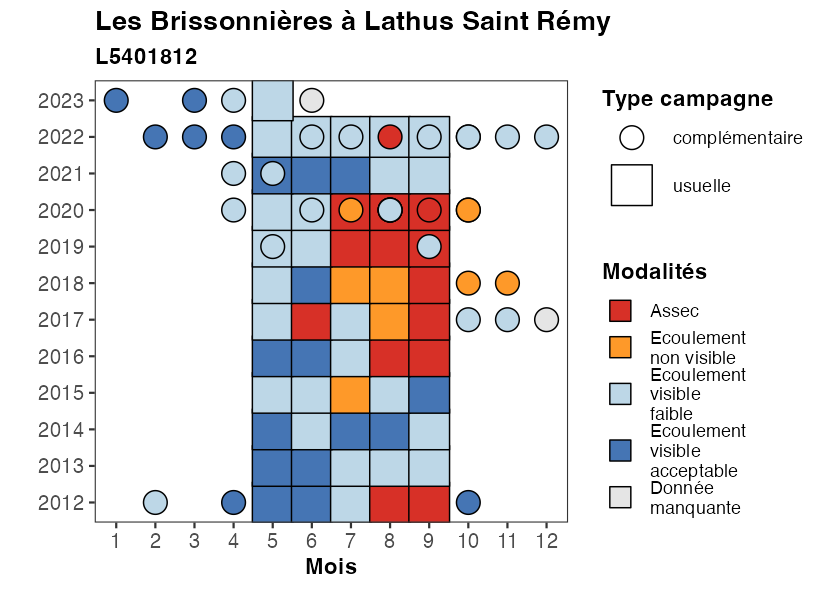 Les Brissonnières à Lathus Saint Rémy
L5401812
2023
2022
2021
2020
2019
2018
2017
2016
2015
2014
2013
2012
1 2 3 4 5 6 7 8 9 10 11 12
Mois
Type campagne
complémentaire
usuelle
Modalités
Assec
Ecoulement
non visible
Ecoulement
visible
faible
Ecoulement
visible
acceptable
Donnée
manquante